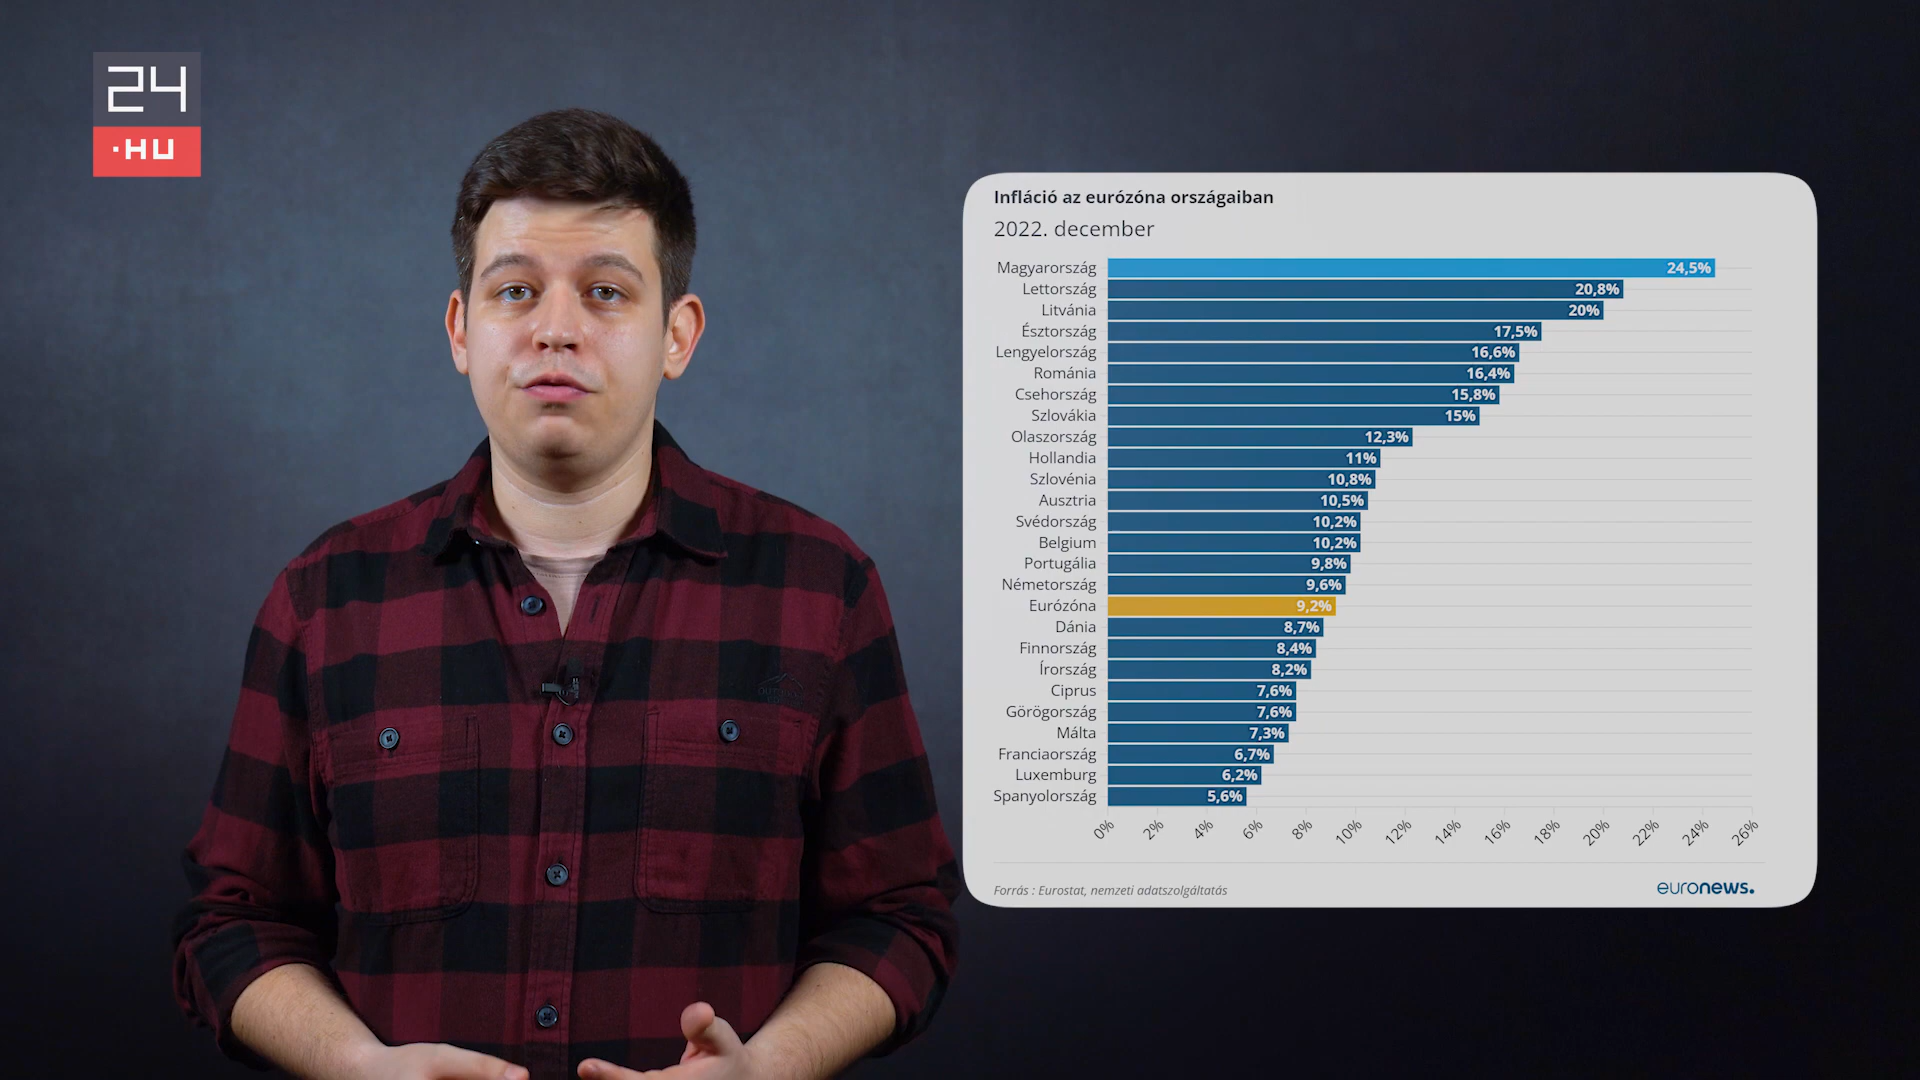 24
.HU
Infláció az eurózóna országaiban
2022. december
Magyarország 24,5%
Lettország 20,8%
Litvánia 20%
Észtország 17,5%
Lengyelország 16,6%
Románia 16,4%
Csehország 15,8%
Szlovákia 15%
Olaszország 12,3%
Hollandia 11%
Szlovénia 10,8%
Ausztria 10,5%
Svédország 10,2%
Belgium 10,2%
Portugália 9,8%
Németország 9,6%
Eurózóna 9,2%
Dánia 8,7%
Finnország 8,4%
Írország 8,2%
Ciprus 7,6%
Görögország 7,6%
Málta 7,3%
Franciaország 6,7%
Luxemburg 6,2%
Spanyolország 5,6%
0% 2% 4% 6% 8% 10% 12% 14% 16% 18% 20% 22% 24% 26%
Forrás : Eurostat, nemzeti adatszolgáltatás
euronews.